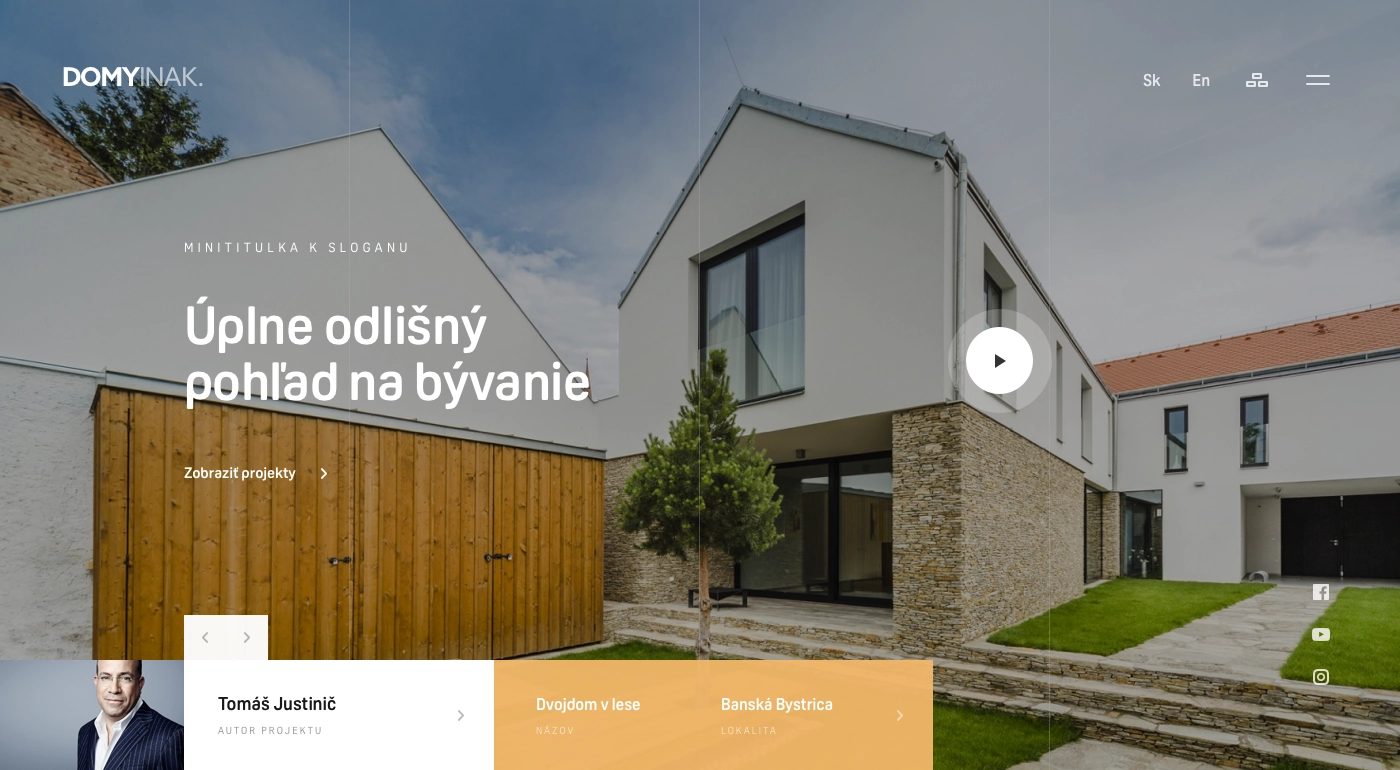 DOMYINAK.
Sk
En
MINITITULKA K SLOGANU
Úplne odlišný
pohľad na bývanie
Zobraziť projekty
Tomáš Justinič
AUTOR PROJEKTU
Dvojdom v lese
NÁZOV
Banská Bystrica
LOKALITA